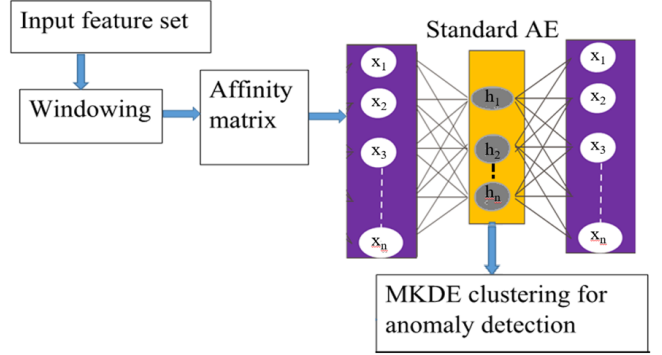 Input feature set
Windowing
Affinity
matrix
Standard AE
x1
x2
x3
xn
h1
h2
hn
x1
x2
x3
xn
MKDE clustering for
anomaly detection